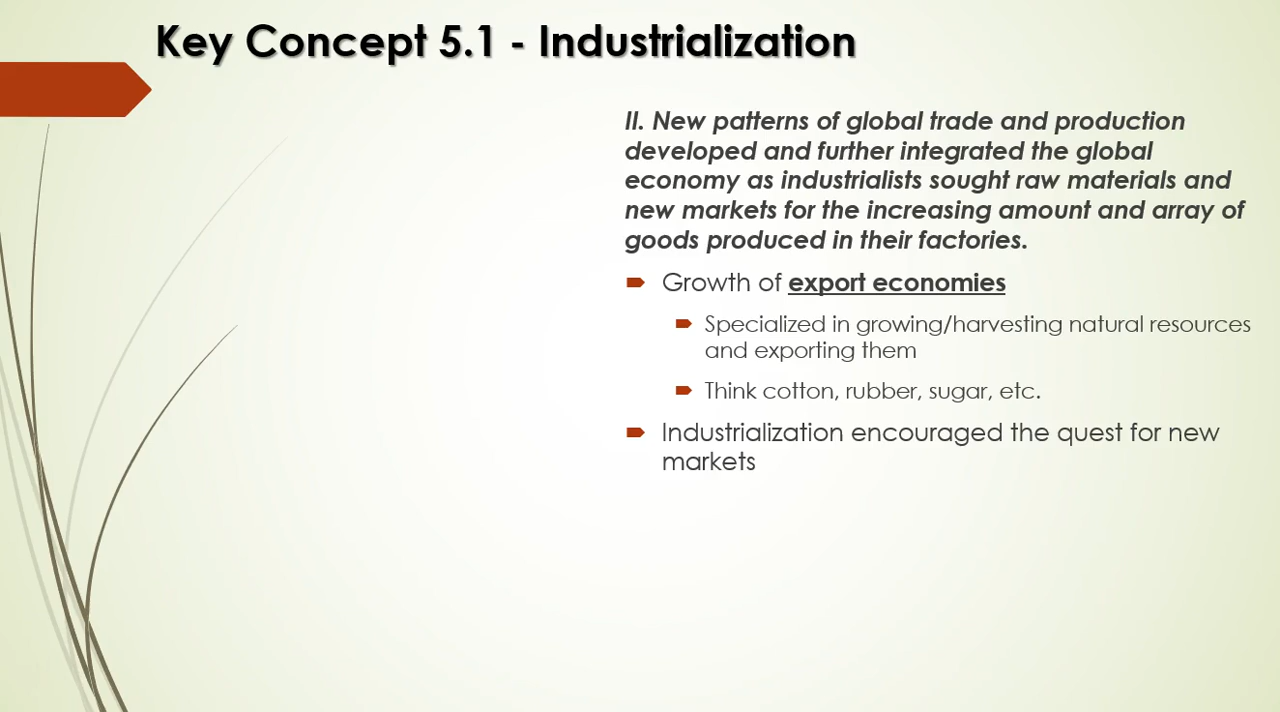 Key Concept 5.1 - Industrialization
II. New patterns of global trade and production
developed and further integrated the global
economy as industrialists sought raw materials and
new markets for the increasing amount and array of
goods produced in their factories.
Growth of export economies
Specialized in growing/harvesting natural resources
and exporting them
Think cotton, rubber, sugar, etc.
Industrialization encouraged the quest for new
markets